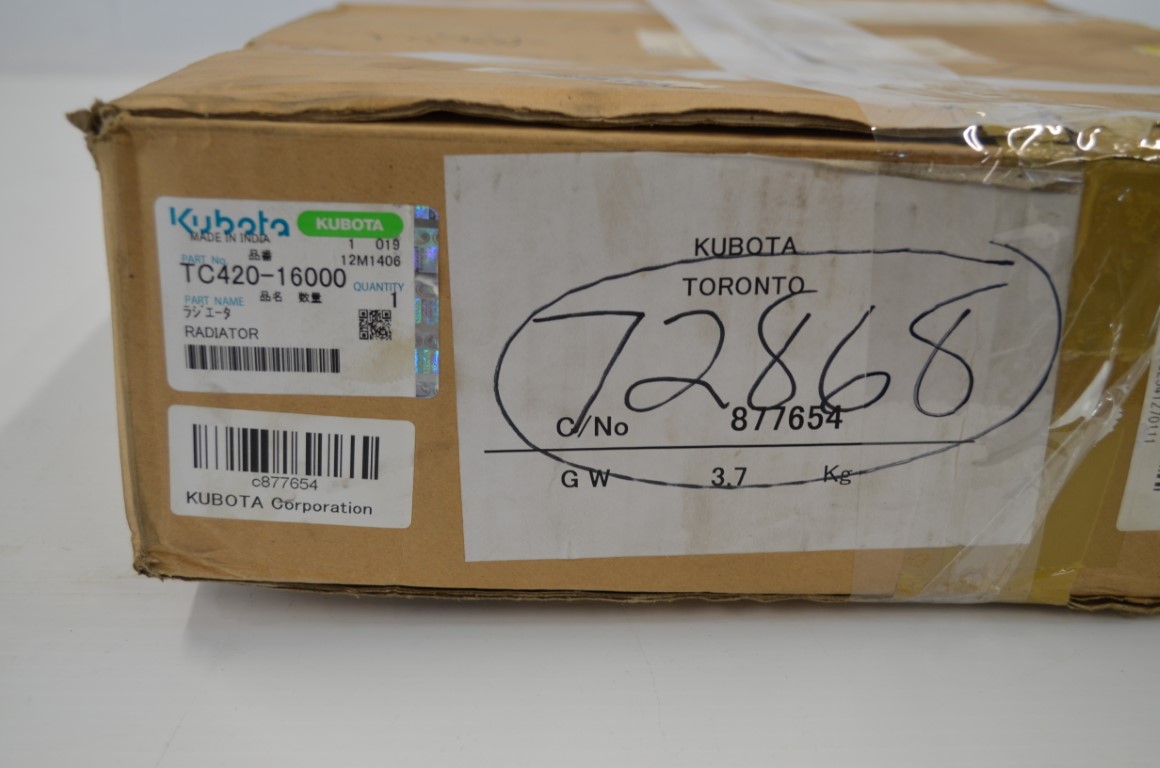 Kubota KUBOTA
MADE IN INDIA 1 019
PART No. 品番 12M1406
TC420-16000
QUANTITY
PART NAME 品名 数量 1
ラジエータ
RADIATOR
c877654
KUBOTA Corporation
KUBOTA
TORONTO
72868
C/No 877654
G W 3.7 Kg